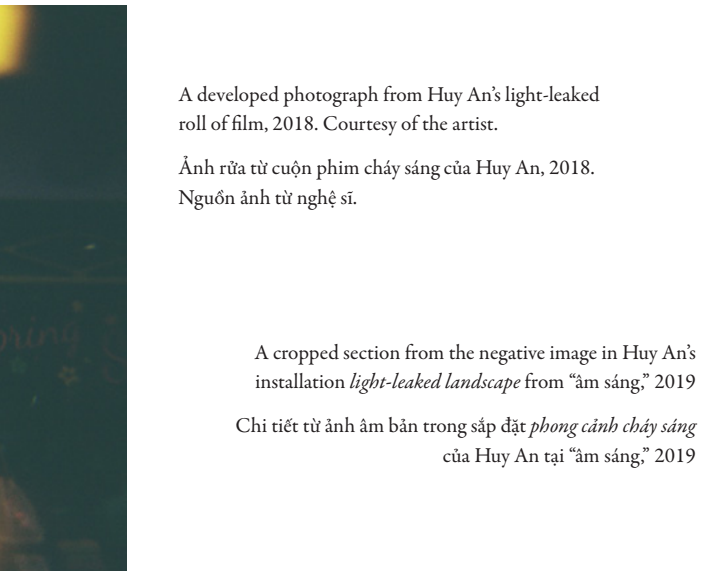 A developed photograph from Huy An’s light-leaked
roll of film, 2018. Courtesy of the artist.
Ảnh rửa từ cuộn phim cháy sáng của Huy An, 2018.
Nguồn ảnh từ nghệ sĩ.
A cropped section from the negative image in Huy An’s
installation light-leaked landscape from “âm sáng,” 2019
Chi tiết từ ảnh âm bản trong sắp đặt phong cảnh cháy sáng
của Huy An tại “âm sáng,” 2019